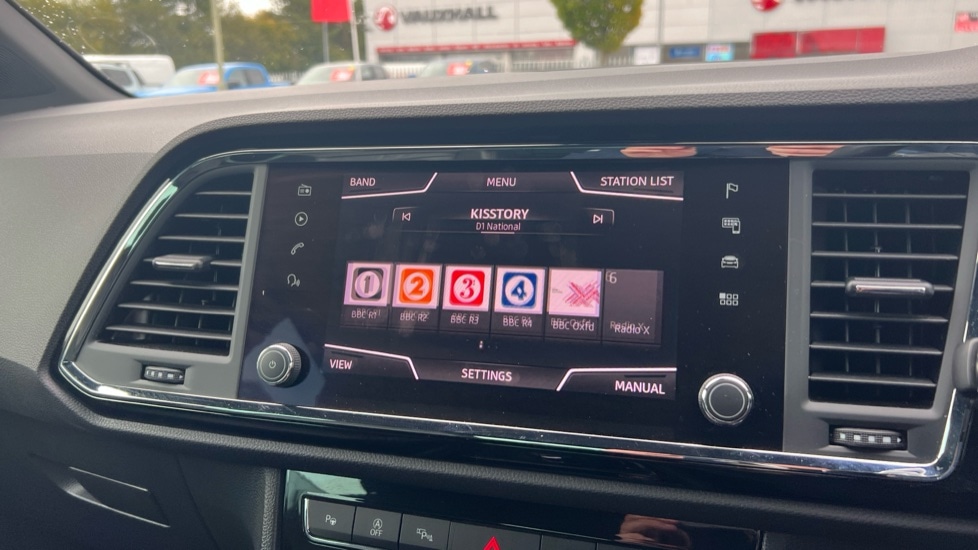 VAUXHALL
BAND
MENU
STATION LIST
KISSTORY
D1 National
1
2
3
4
6
BBC R1
BBC R2
BBC R3
BBC R4
BBC Oxfd
Radio X
VIEW
SETTINGS
MANUAL
A
OFF